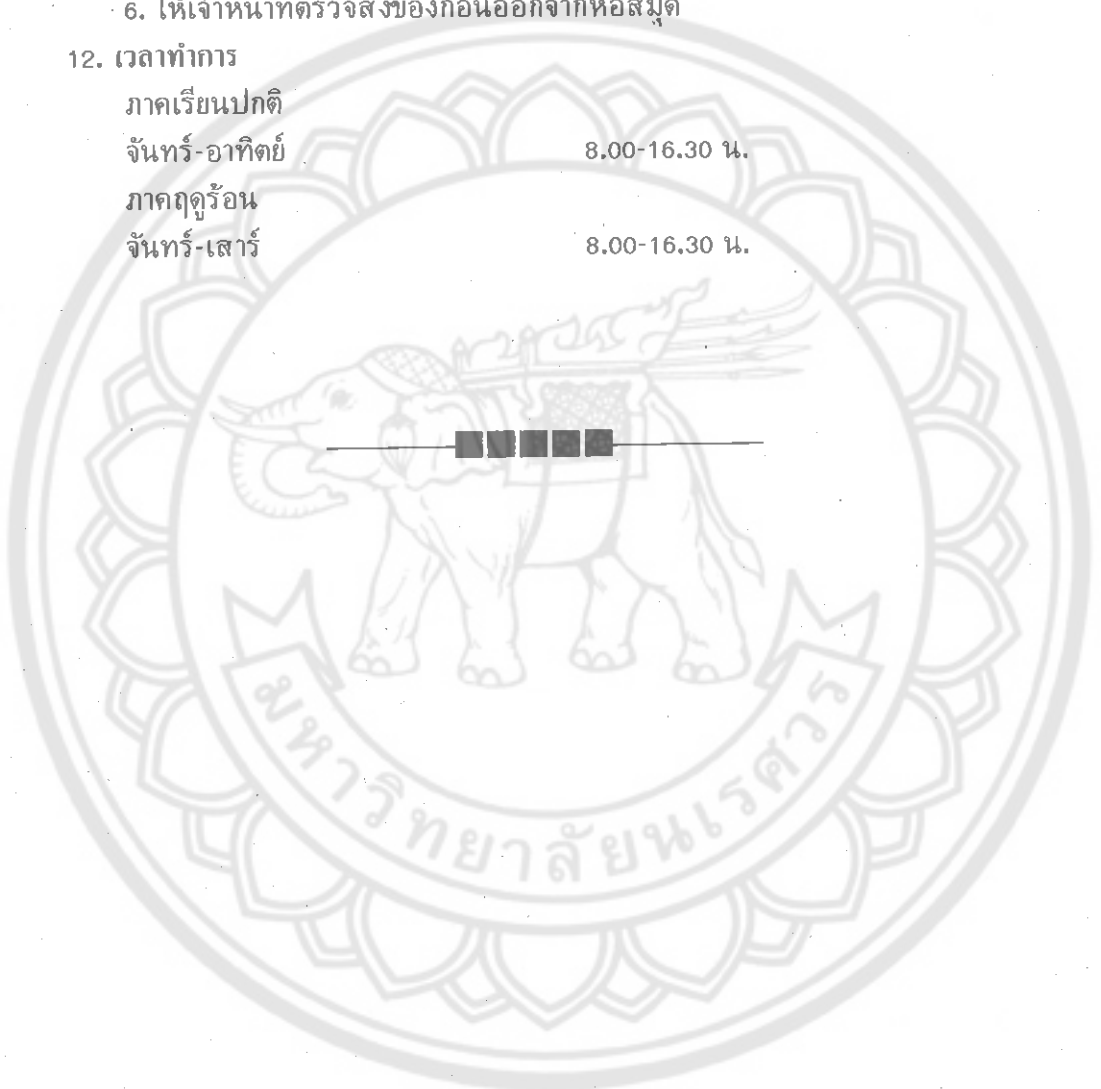 6. ให้เจ้าหน้าที่ตรวจสิ่งของก่อนออกจากหอสมุด
12. เวลาทำการ
ภาคเรียนปกติ
จันทร์-อาทิตย์ 8.00-16.30 น.
ภาคฤดูร้อน
จันทร์-เสาร์ 8.00-16.30 น.
มหาวิทยาลัยนเรศวร